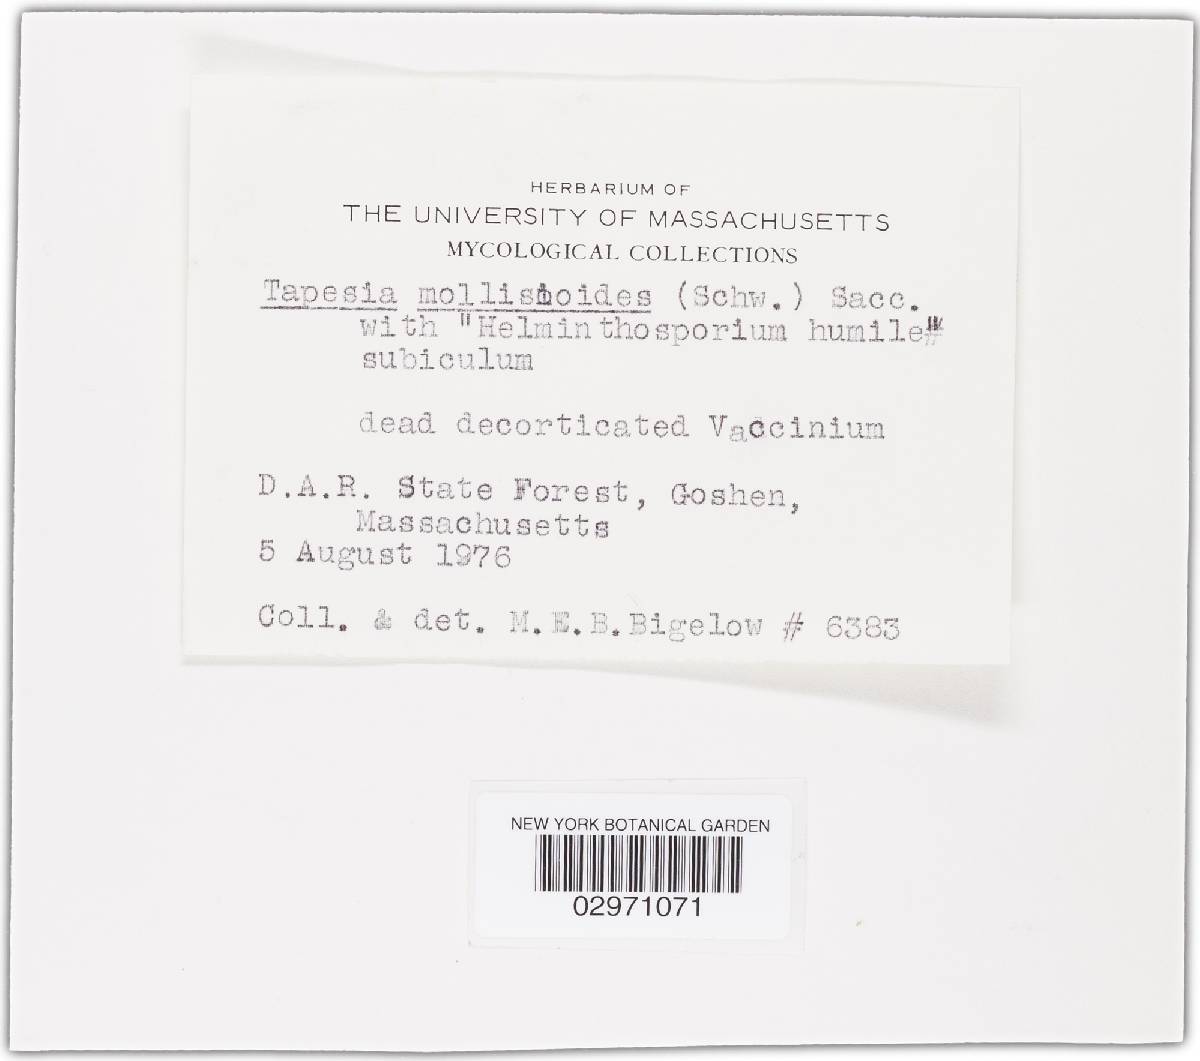 HERBARIUM OF
THE UNIVERSITY OF MASSACHUSETTS
MYCOLOGICAL COLLECTIONS
Tapesia mollisioides (Schw.) Sacc.
with "Helminthosporium humile"
subiculum
dead decorticated Vaccinium
D.A.R. State Forest, Goshen,
Massachusetts
5 August 1976
Coll. & det. M.E.B.Bigelow # 6383
NEW YORK BOTANICAL GARDEN
02971071